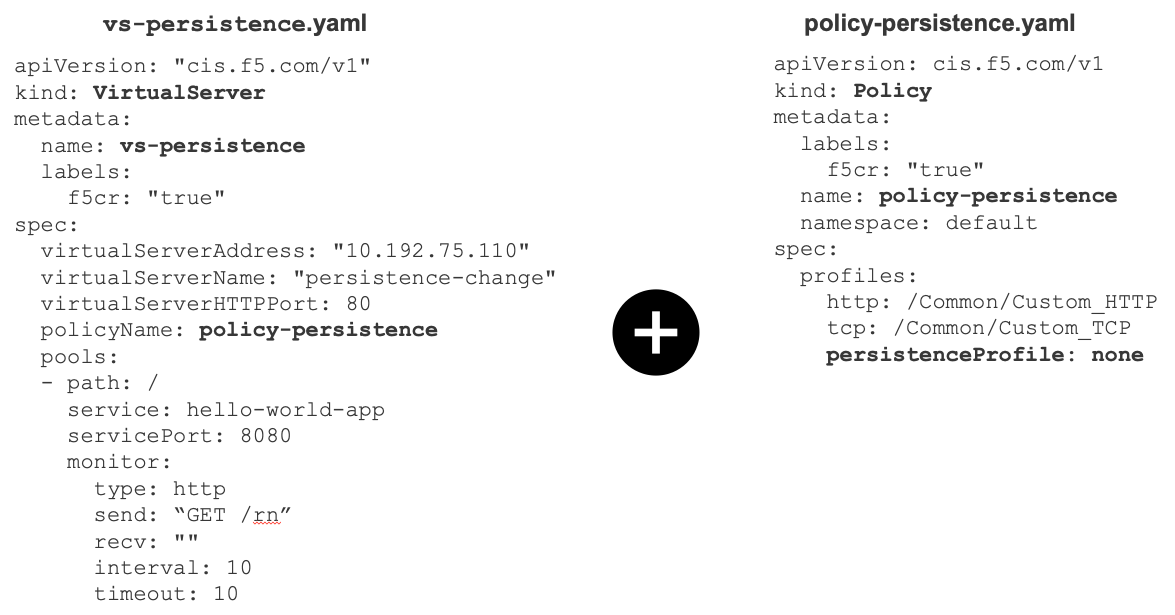 vs-persistence.yaml
apiVersion: "cis.f5.com/v1"
kind: VirtualServer
metadata:
  name: vs-persistence
  labels:
    f5cr: "true"
spec:
  virtualServerAddress: "10.192.75.110"
  virtualServerName: "persistence-change"
  virtualServerHTTPPort: 80
  policyName: policy-persistence
  pools:
  - path: /
    service: hello-world-app
    servicePort: 8080
    monitor:
      type: http
      send: “GET /rn”
      recv: ""
      interval: 10
      timeout: 10
policy-persistence.yaml
apiVersion: cis.f5.com/v1
kind: Policy
metadata:
  labels:
    f5cr: "true"
  name: policy-persistence
  namespace: default
spec:
  profiles:
    http: /Common/Custom_HTTP
    tcp: /Common/Custom_TCP
    persistenceProfile: none